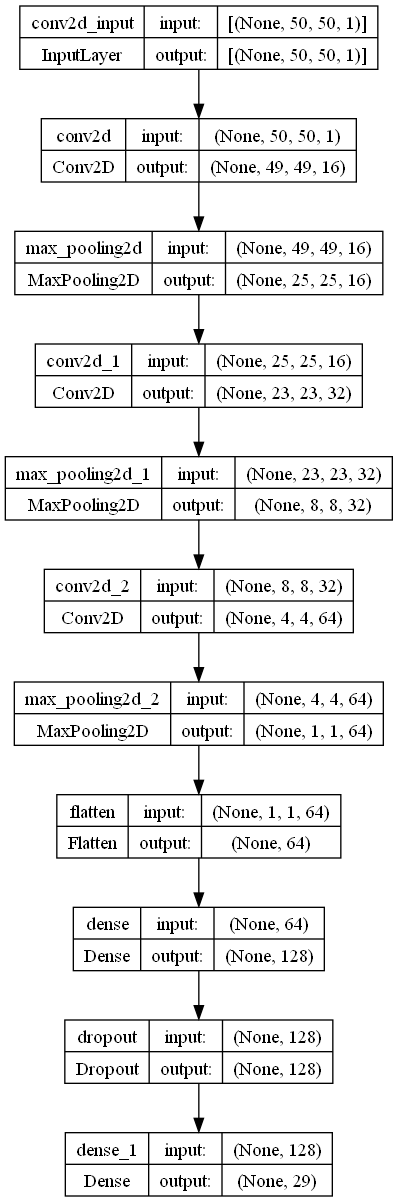 conv2d_input input: [(None, 50, 50, 1)]
InputLayer output: [(None, 50, 50, 1)]
conv2d input: (None, 50, 50, 1)
Conv2D output: (None, 49, 49, 16)
max_pooling2d input: (None, 49, 49, 16)
MaxPooling2D output: (None, 25, 25, 16)
conv2d_1 input: (None, 25, 25, 16)
Conv2D output: (None, 23, 23, 32)
max_pooling2d_1 input: (None, 23, 23, 32)
MaxPooling2D output: (None, 8, 8, 32)
conv2d_2 input: (None, 8, 8, 32)
Conv2D output: (None, 4, 4, 64)
max_pooling2d_2 input: (None, 4, 4, 64)
MaxPooling2D output: (None, 1, 1, 64)
flatten input: (None, 1, 1, 64)
Flatten output: (None, 64)
dense input: (None, 64)
Dense output: (None, 128)
dropout input: (None, 128)
Dropout output: (None, 128)
dense_1 input: (None, 128)
Dense output: (None, 29)